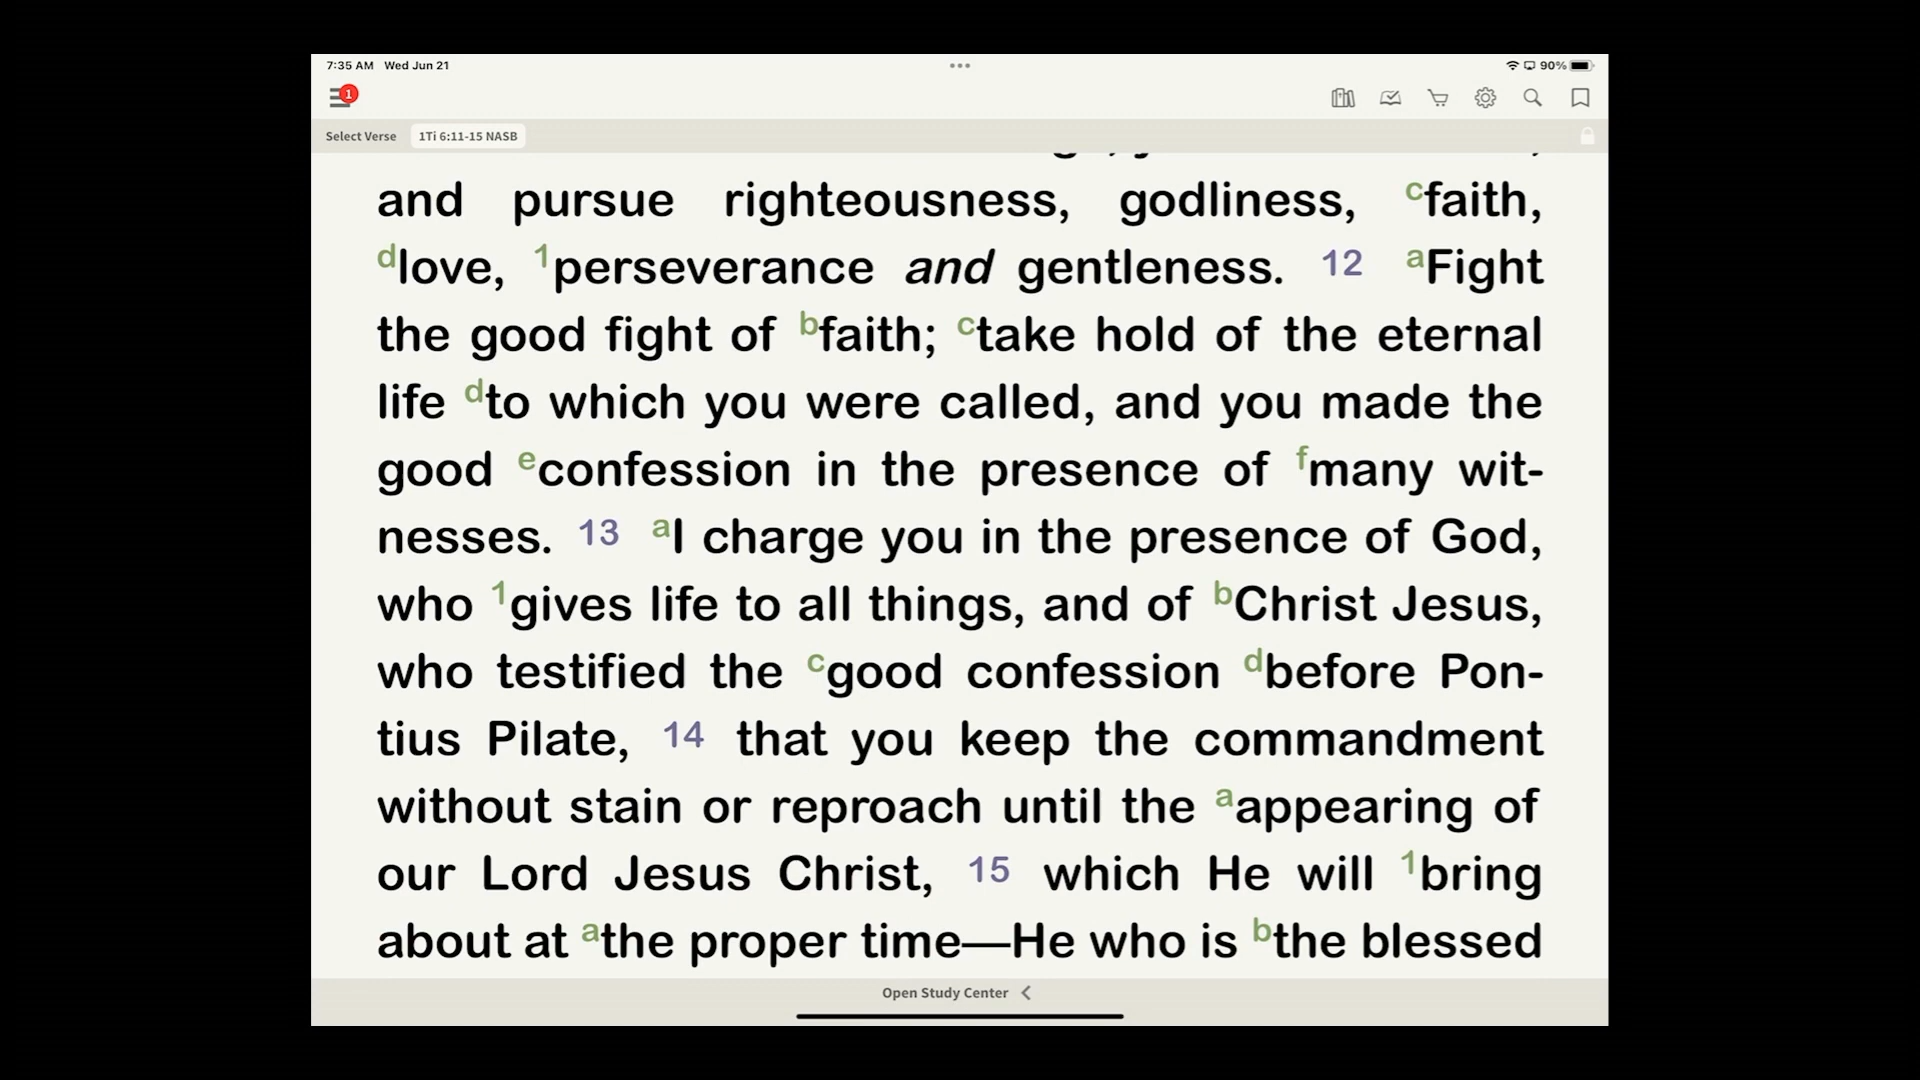 7:35 AM Wed Jun 21
90%
1
Select Verse 1Ti 6:11-15 NASB
and pursue righteousness, godliness, cfaith,
dlove, 1perseverance and gentleness. 12 aFight
the good fight of bfaith; ctake hold of the eternal
life dto which you were called, and you made the
good econfession in the presence of fmany wit-
nesses. 13 aI charge you in the presence of God,
who 1gives life to all things, and of bChrist Jesus,
who testified the cgood confession dbefore Pon-
tius Pilate, 14 that you keep the commandment
without stain or reproach until the aappearing of
our Lord Jesus Christ, 15 which He will 1bring
about at athe proper time—He who is bthe blessed
Open Study Center